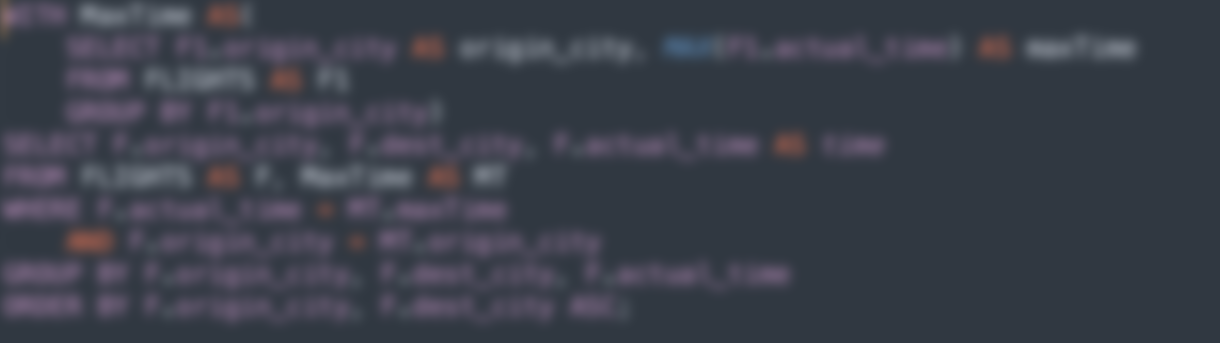 WITH MaxTime AS(
SELECT F1.origin_city AS origin_city, MAX(F1.actual_time) AS maxTime
FROM FLIGHTS AS F1
GROUP BY F1.origin_city)
SELECT F.origin_city, F.dest_city, F.actual_time AS time
FROM FLIGHTS AS F, MaxTime AS MT
WHERE F.actual_time = MT.maxTime
AND F.origin_city = MT.origin_city
GROUP BY F.origin_city, F.dest_city, F.actual_time
ORDER BY F.origin_city, F.dest_city ASC;